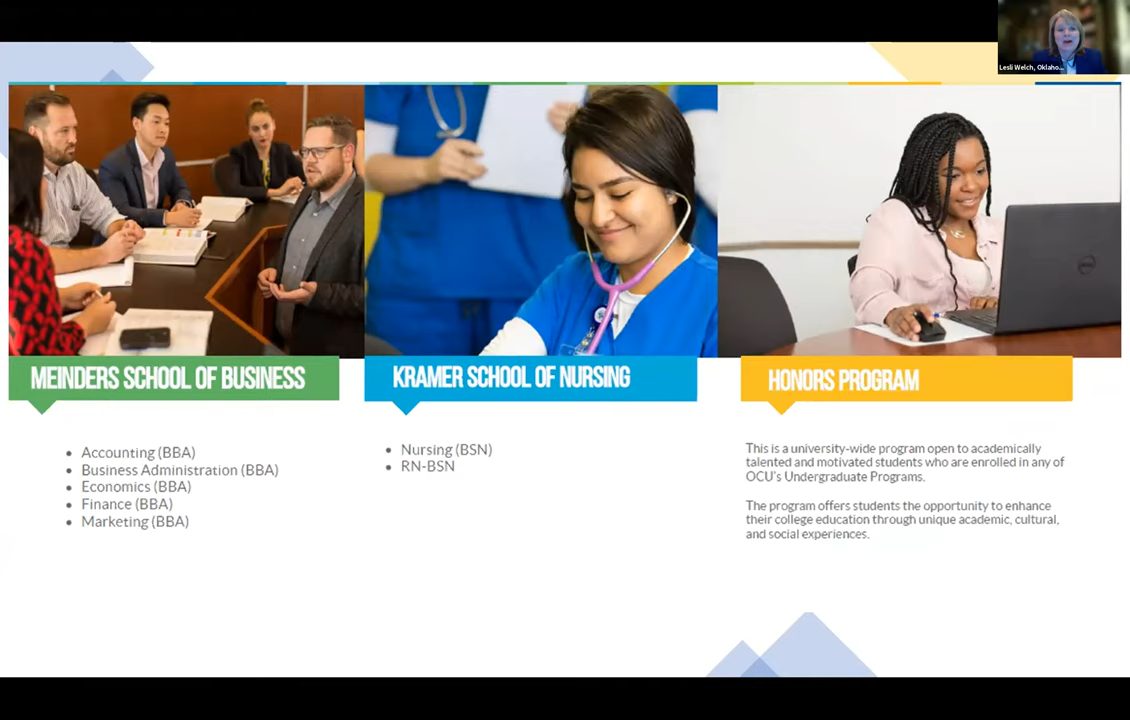 Lesli Welch, Oklaho...
MEINDERS SCHOOL OF BUSINESS
• Accounting (BBA)
• Business Administration (BBA)
• Economics (BBA)
• Finance (BBA)
• Marketing (BBA)
KRAMER SCHOOL OF NURSING
• Nursing (BSN)
• RN-BSN
HONORS PROGRAM
This is a university-wide program open to academically
talented and motivated students who are enrolled in any of
OCU's Undergraduate Programs.
The program offers students the opportunity to enhance
their college education through unique academic, cultural,
and social experiences.